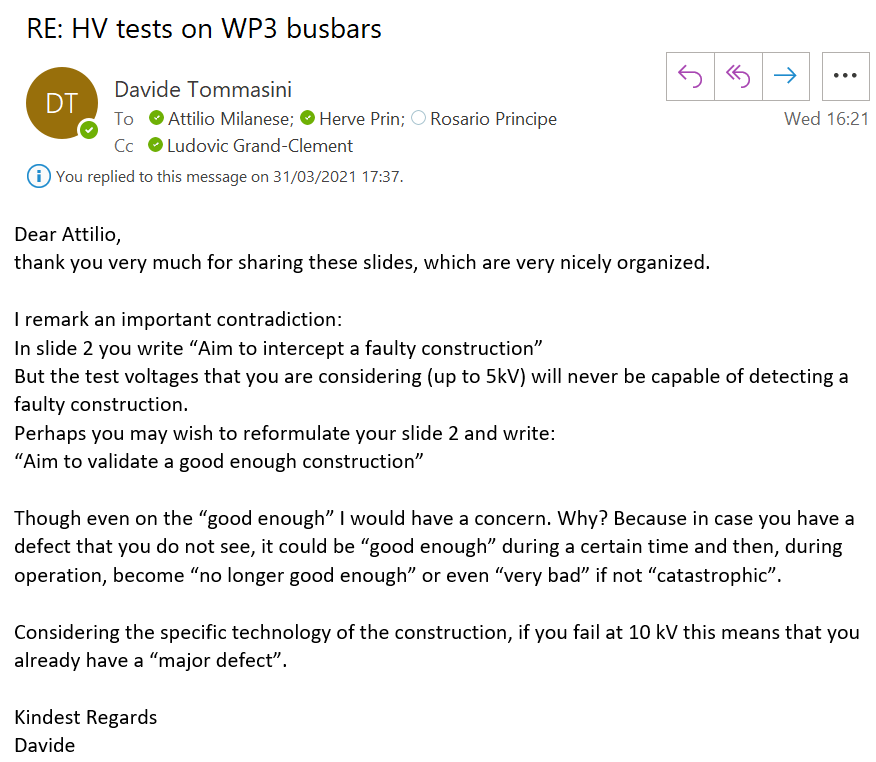 RE: HV tests on WP3 busbars
DT
Davide Tommasini
To Attilio Milanese; Herve Prin; Rosario Principe
Wed 16:21
Cc Ludovic Grand-Clement
You replied to this message on 31/03/2021 17:37.
Dear Attilio,
thank you very much for sharing these slides, which are very nicely organized.
I remark an important contradiction:
In slide 2 you write “Aim to intercept a faulty construction”
But the test voltages that you are considering (up to 5kV) will never be capable of detecting a
faulty construction.
Perhaps you may wish to reformulate your slide 2 and write:
“Aim to validate a good enough construction”
Though even on the “good enough” I would have a concern. Why? Because in case you have a
defect that you do not see, it could be “good enough” during a certain time and then, during
operation, become “no longer good enough” or even “very bad” if not “catastrophic”.
Considering the specific technology of the construction, if you fail at 10 kV this means that you
already have a “major defect”.
Kindest Regards
Davide